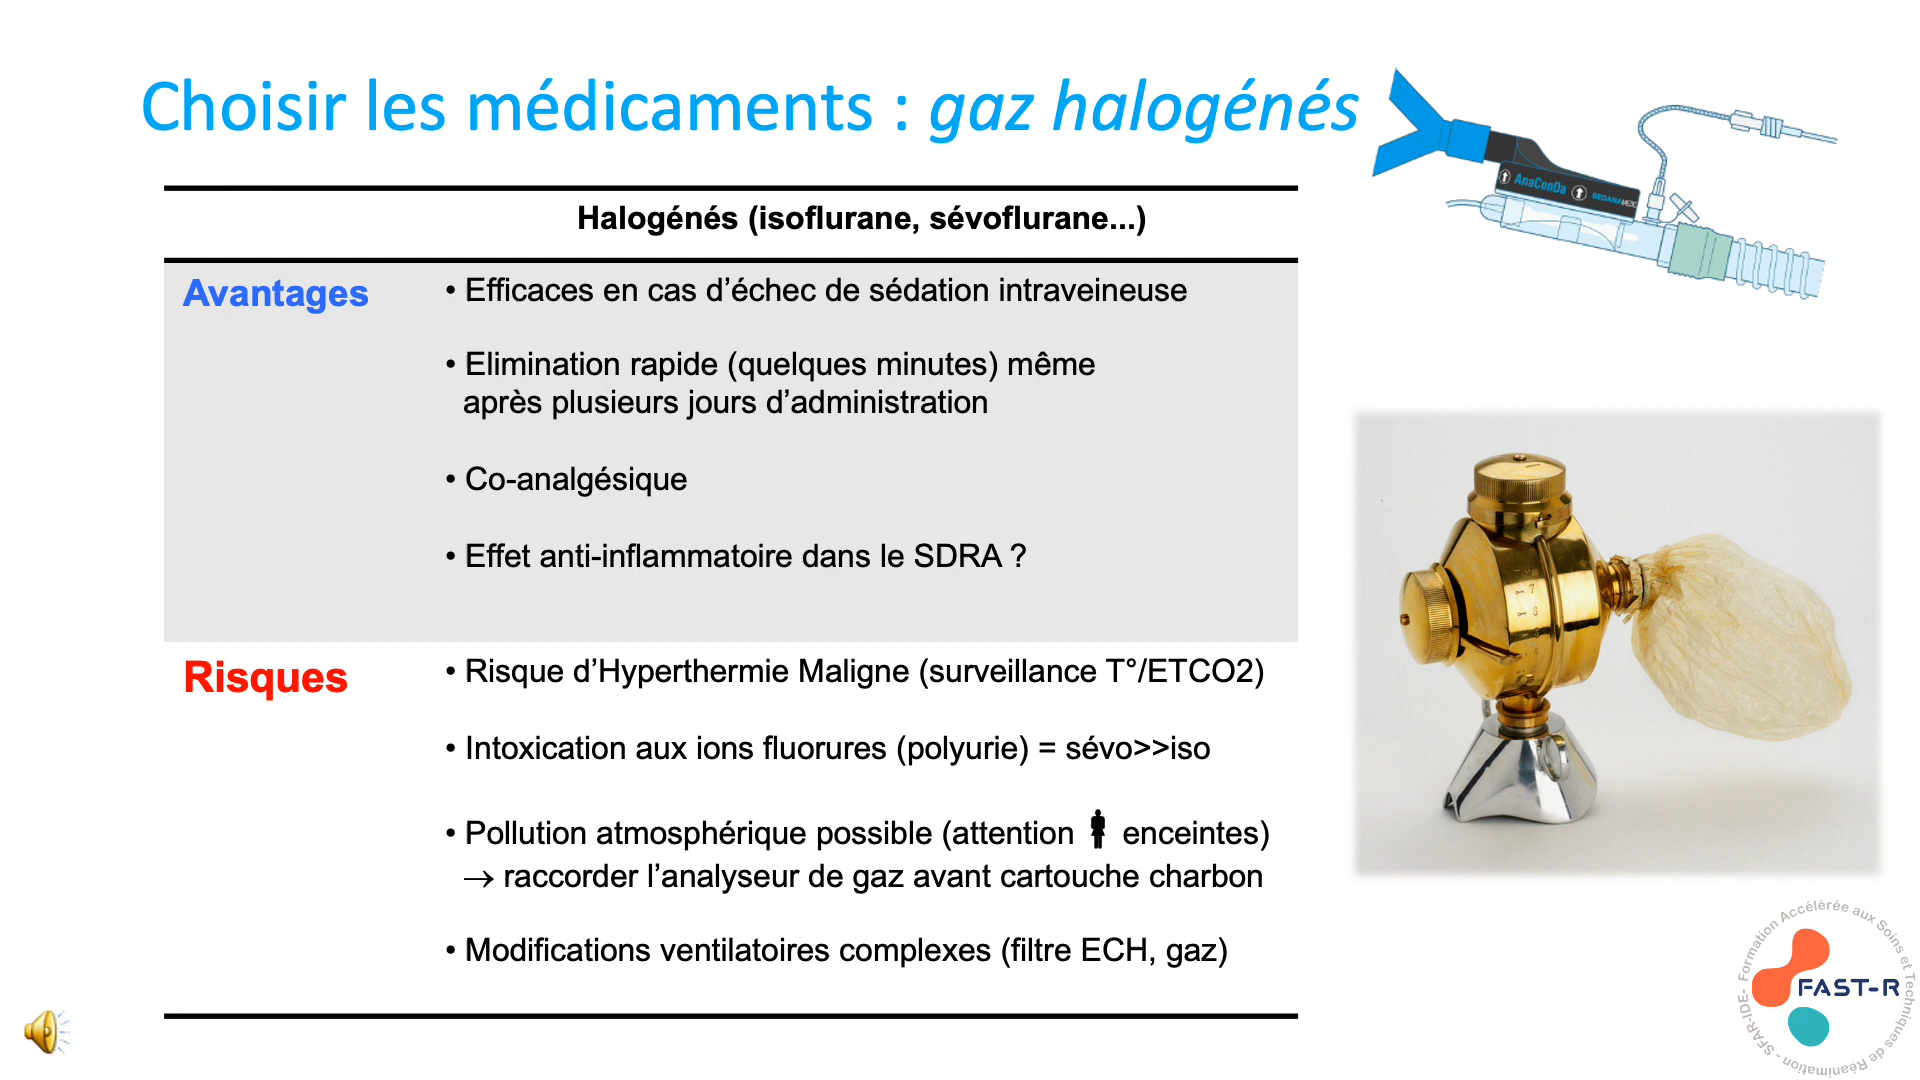 Choisir les médicaments : gaz halogénés
AnaConDa
Halogénés (isoflurane, sévoflurane...)
Avantages
• Efficaces en cas d’échec de sédation intraveineuse
• Elimination rapide (quelques minutes) même
après plusieurs jours d’administration
• Co-analgésique
• Effet anti-inflammatoire dans le SDRA ?
Risques
• Risque d’Hyperthermie Maligne (surveillance T°/ETCO2)
• Intoxication aux ions fluorures (polyurie) = sévo>>iso
• Pollution atmosphérique possible (attention enceintes)
→ raccorder l’analyseur de gaz avant cartouche charbon
• Modifications ventilatoires complexes (filtre ECH, gaz)
7
6
FAST-R
SFAR-IDE- Formation Accélérée aux Soins et Techniques de Réanimation -